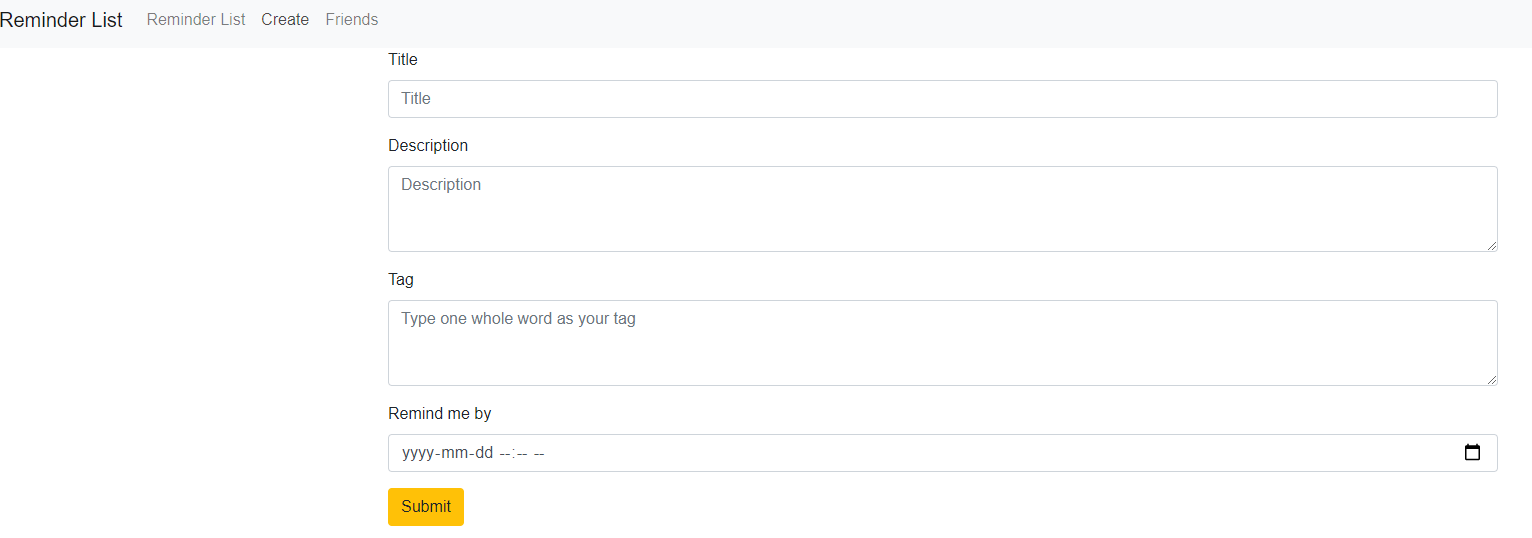 Reminder List Reminder List Create Friends
Title
Title
Description
Description
Tag
Type one whole word as your tag
Remind me by
yyyy-mm-dd --:-- --
Submit